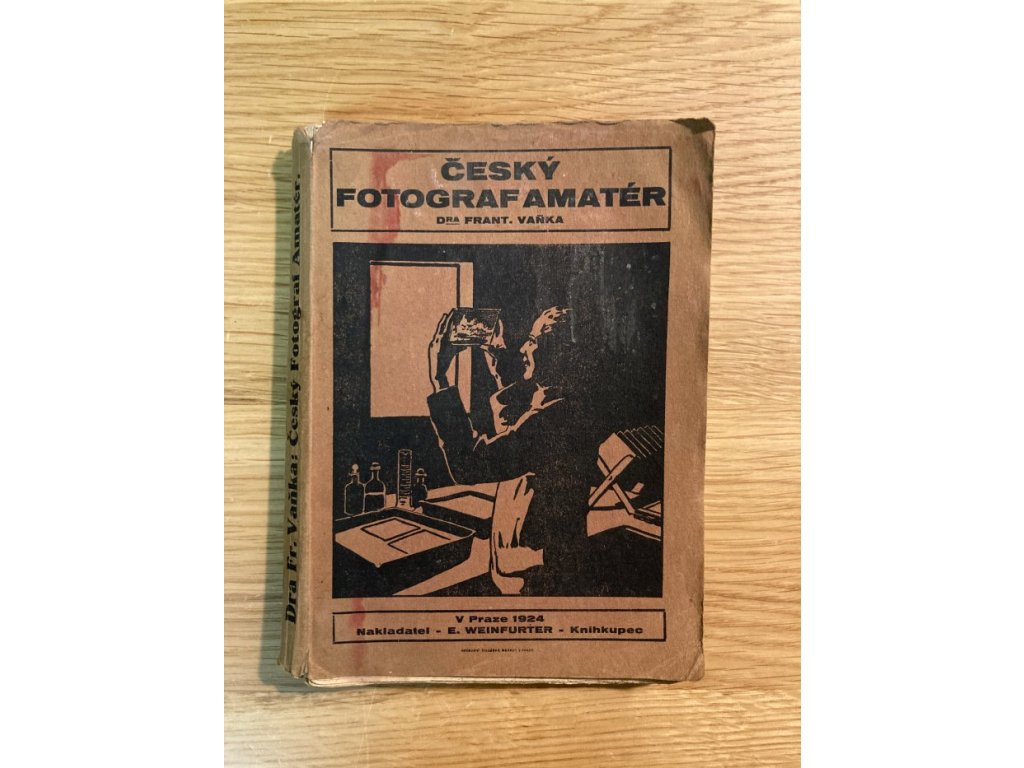 ČESKÝ
FOTOGRAF AMATÉR
DRA FRANT. VAŇKA
V Praze 1924
Nakladatel - E. WEINFURTER - Knihkupec
Dra Fr. Vaňka: Český Fotograf Amatér.